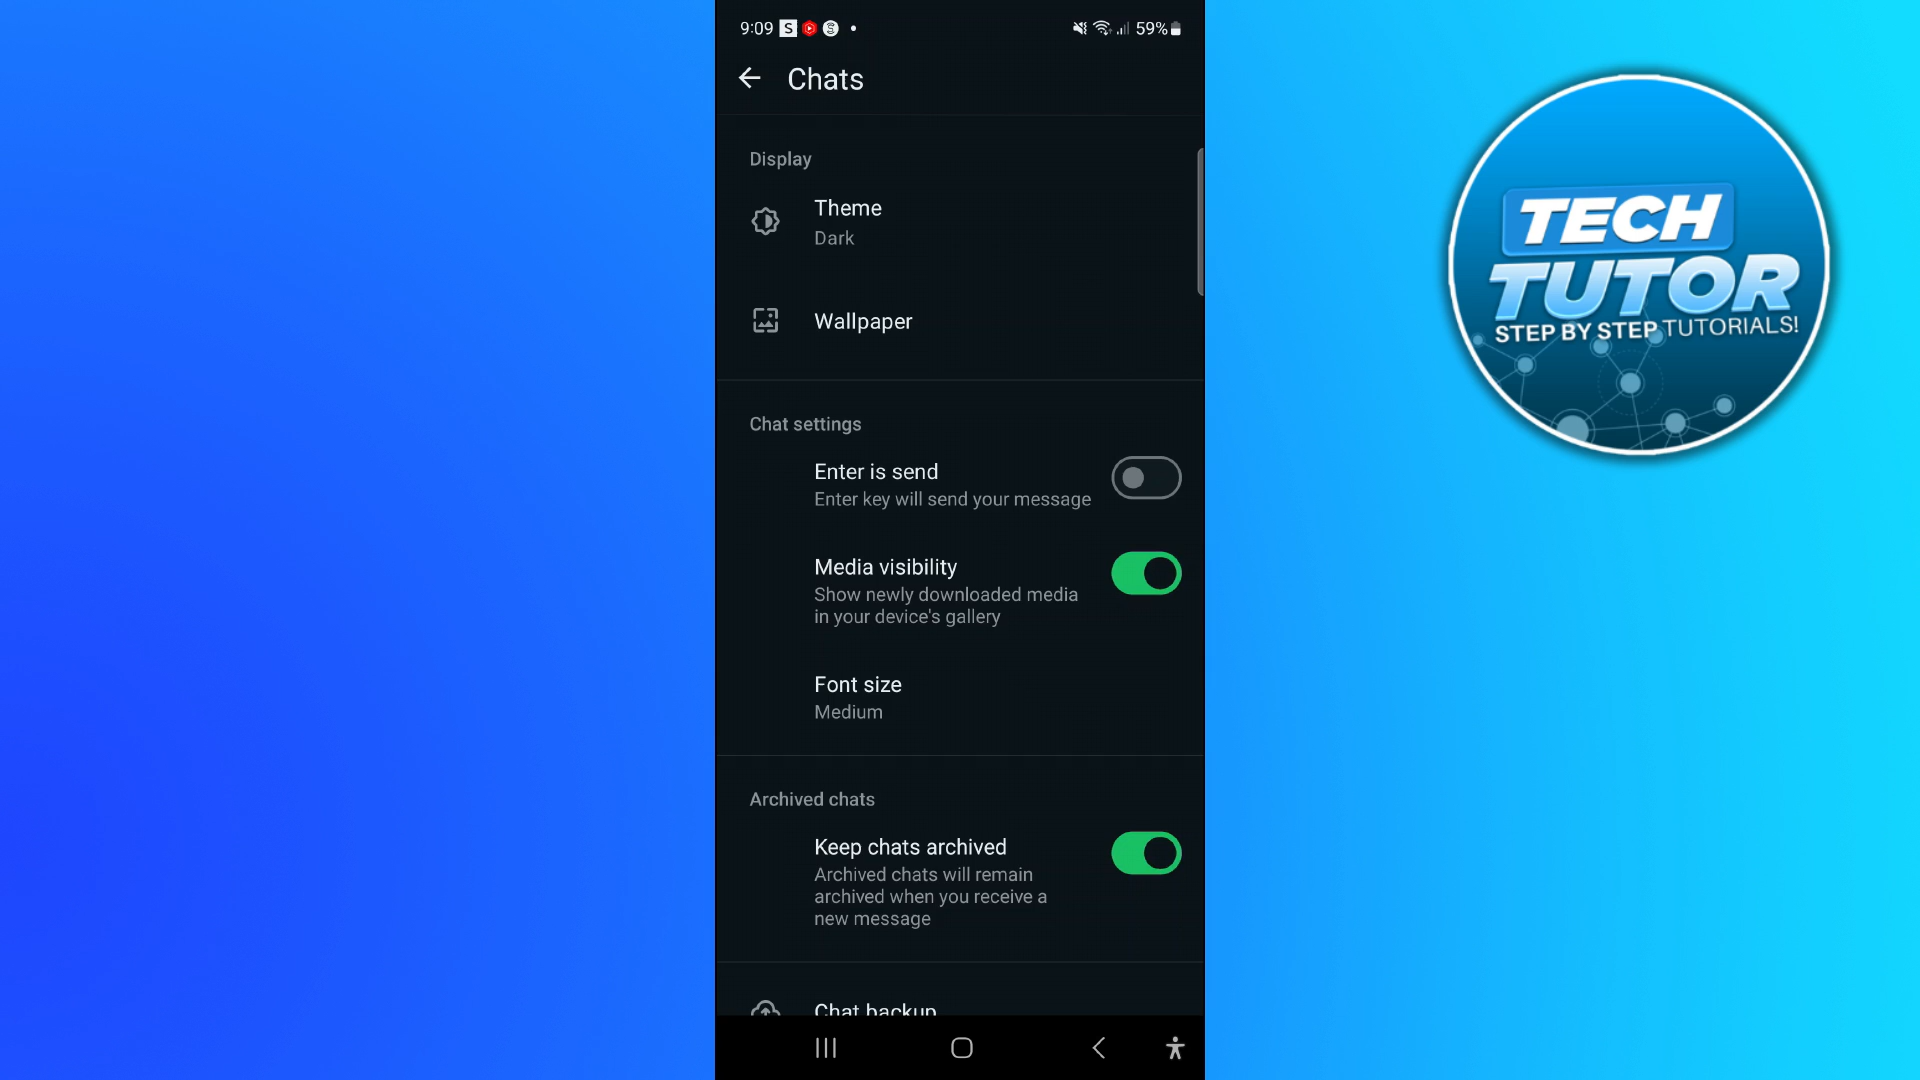 9:09 S 59%
Chats
Display
Theme
Dark
Wallpaper
Chat settings
Enter is send
Enter key will send your message
Media visibility
Show newly downloaded media
in your device's gallery
Font size
Medium
Archived chats
Keep chats archived
Archived chats will remain
archived when you receive a
new message
Chat backup
TECH
TUTOR
STEP BY STEP TUTORIALS!